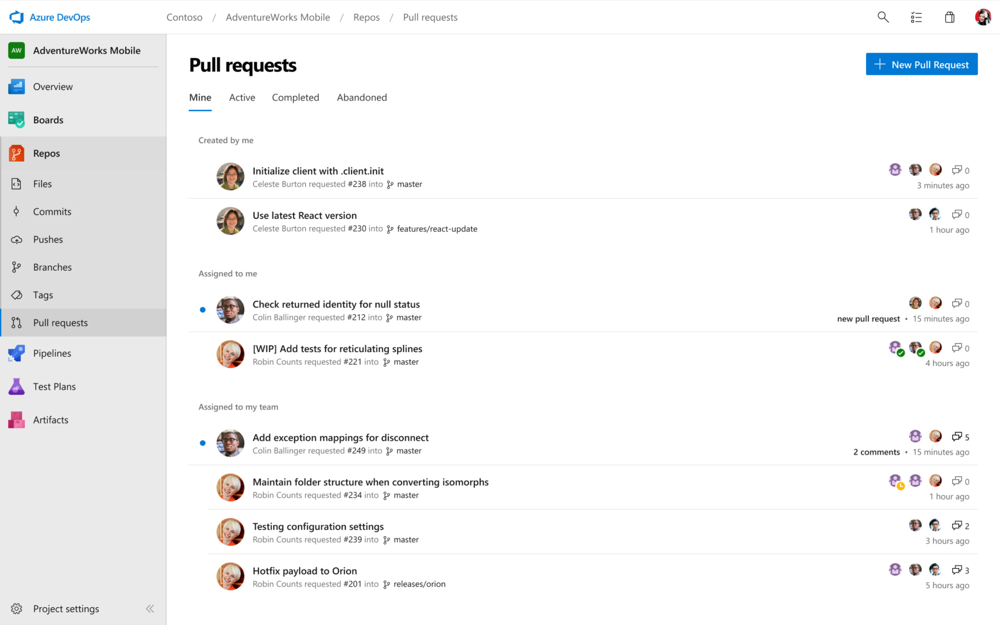 Azure DevOps
Contoso / AdventureWorks Mobile / Repos / Pull requests
AW AdventureWorks Mobile
Overview
Boards
Repos
Files
Commits
Pushes
Branches
Tags
Pull requests
Pipelines
Test Plans
Artifacts
Project settings
Pull requests
New Pull Request
Mine Active Completed Abandoned
Created by me
Initialize client with .client.init
0
Celeste Burton requested #238 into master
3 minutes ago
Use latest React version
0
Celeste Burton requested #230 into features/react-update
1 hour ago
Assigned to me
Check returned identity for null status
0
Colin Ballinger requested #212 into master
new pull request • 15 minutes ago
[WIP] Add tests for reticulating splines
0
Robin Counts requested #221 into master
4 hours ago
Assigned to my team
Add exception mappings for disconnect
5
Colin Ballinger requested #249 into master
2 comments • 15 minutes ago
Maintain folder structure when converting isomorphs
0
Robin Counts requested #234 into master
1 hour ago
Testing configuration settings
2
Robin Counts requested #239 into master
3 hours ago
Hotfix payload to Orion
3
Robin Counts requested #201 into releases/orion
5 hours ago